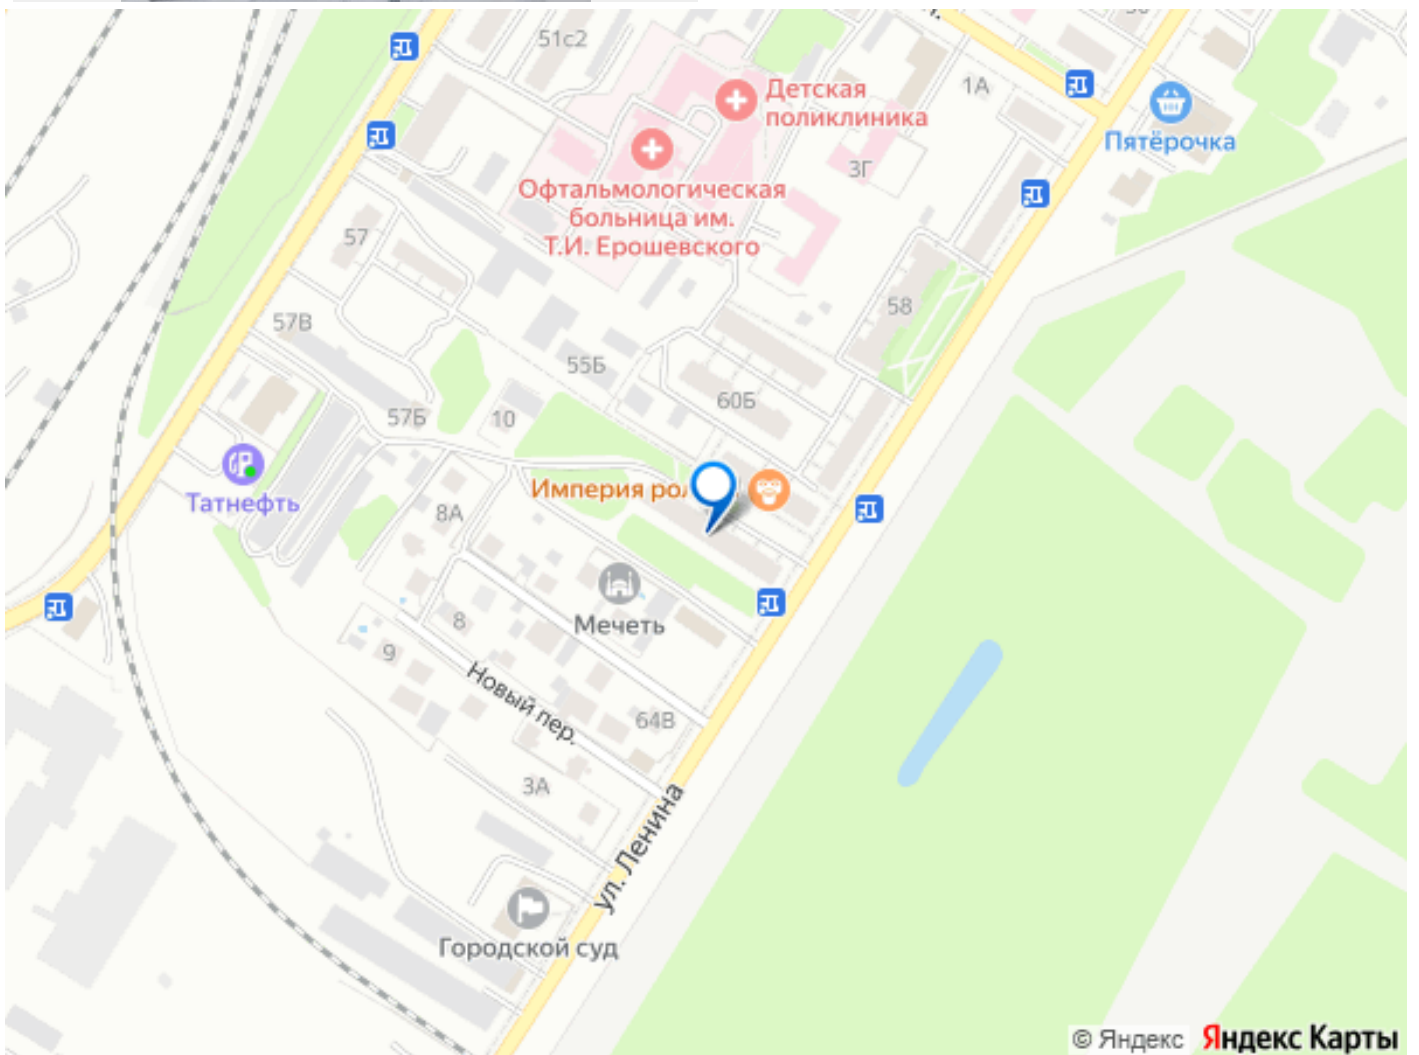 51с2
1А
Детская
поликлиника
Пятёрочка
3Г
Офтальмологическая
больница им.
Т.И. Ерошевского
57
58
57В
55Б
60Б
57Б
10
Татнефть
Империя
8А
Мечеть
8
9
Новый пер.
64В
3А
ул. Ленина
Городской суд
© Яндекс Яндекс Карты